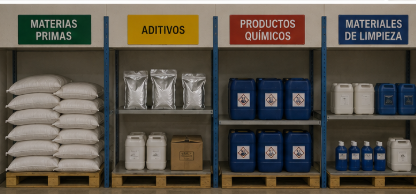 MATERIAS
PRIMAS
ADITIVOS
PRODUCTOS
QUÍMICOS
MATERIALES
DE LIMPIEZA